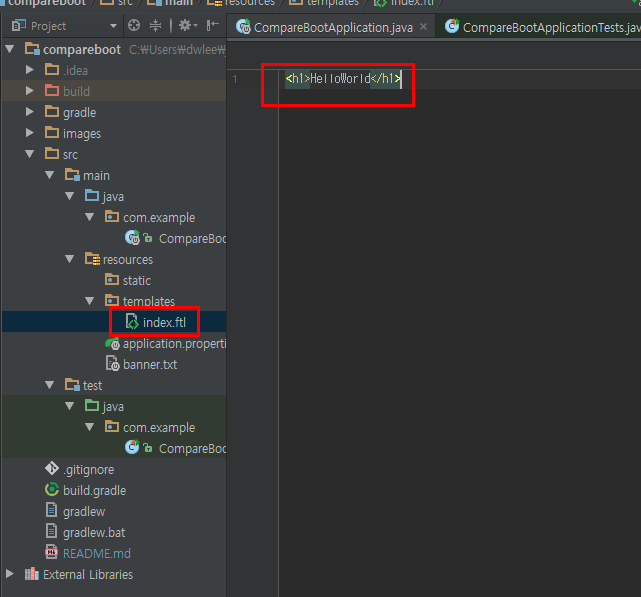 compareboot src main resources templates index.ftl
Project
CompareBootApplication.java
CompareBootApplicationTests.jav
compareboot C:₩Users₩dwlee
.idea
build
gradle
images
src
main
java
com.example
CompareBoo
resources
static
templates
index.ftl
application.properti
banner.txt
test
java
com.example
CompareBoo
.gitignore
build.gradle
gradlew
gradlew.bat
README.md
External Libraries
1
<h1>HelloWorld</h1>